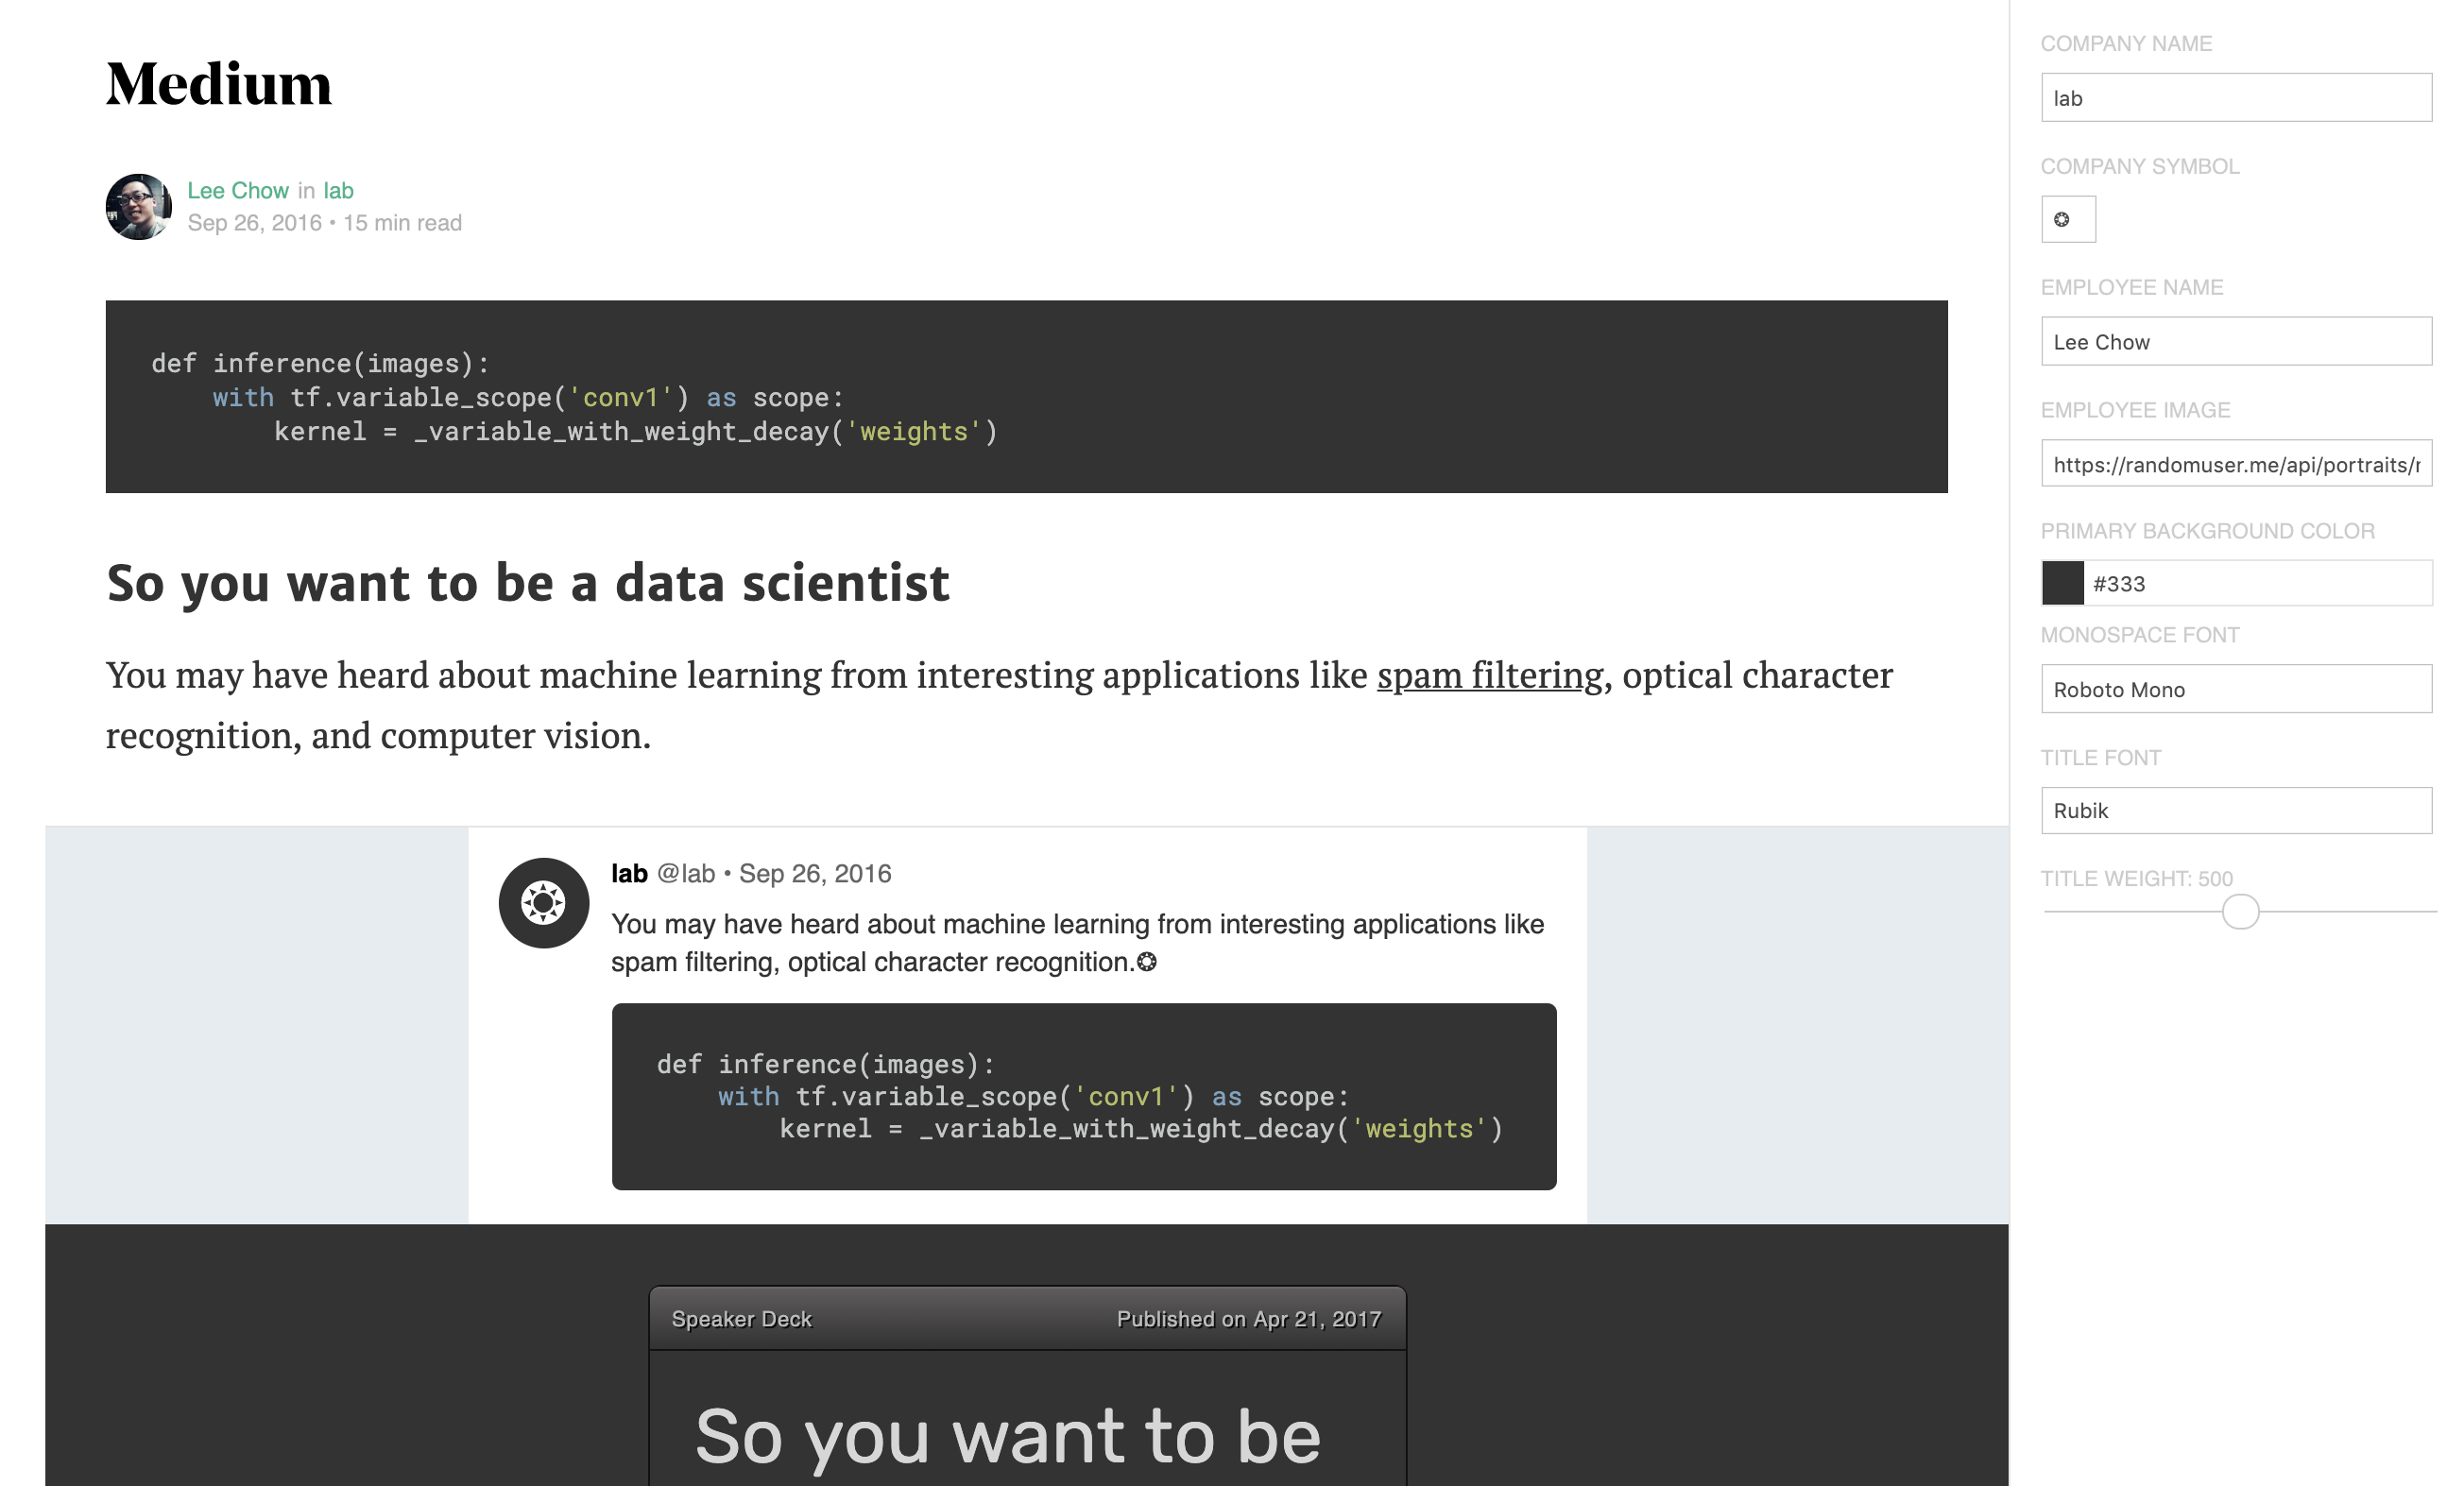 Medium
Lee Chow in lab
Sep 26, 2016 • 15 min read
def inference(images):
    with tf.variable_scope('conv1') as scope:
        kernel = _variable_with_weight_decay('weights')
So you want to be a data scientist
You may have heard about machine learning from interesting applications like spam filtering, optical character
recognition, and computer vision.
lab @lab • Sep 26, 2016
You may have heard about machine learning from interesting applications like
spam filtering, optical character recognition.❂
def inference(images):
    with tf.variable_scope('conv1') as scope:
        kernel = _variable_with_weight_decay('weights')
Speaker Deck
Published on Apr 21, 2017
So you want to be
COMPANY NAME
lab
COMPANY SYMBOL
❂
EMPLOYEE NAME
Lee Chow
EMPLOYEE IMAGE
https://randomuser.me/api/portraits/
PRIMARY BACKGROUND COLOR
#333
MONOSPACE FONT
Roboto Mono
TITLE FONT
Rubik
TITLE WEIGHT: 500